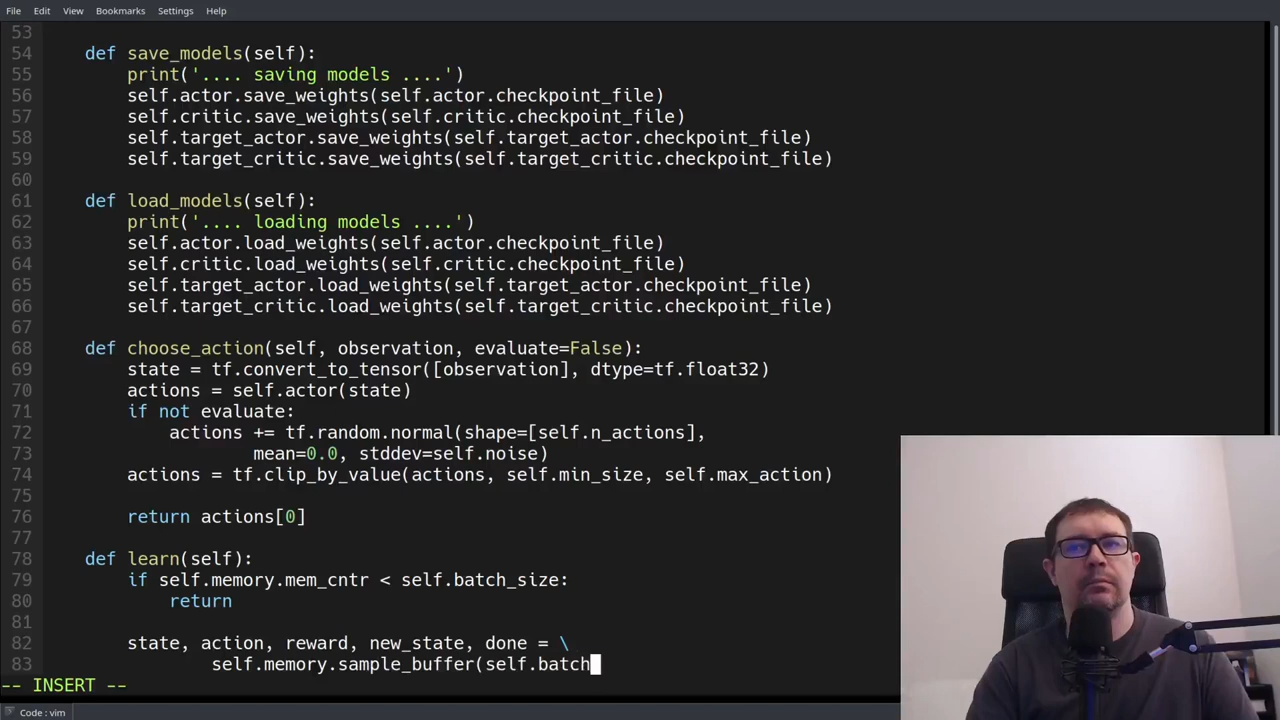 File Edit View Bookmarks Settings Help
53
54 def save_models(self):
55 print('.... saving models ....')
56 self.actor.save_weights(self.actor.checkpoint_file)
57 self.critic.save_weights(self.critic.checkpoint_file)
58 self.target_actor.save_weights(self.target_actor.checkpoint_file)
59 self.target_critic.save_weights(self.target_critic.checkpoint_file)
60
61 def load_models(self):
62 print('.... loading models ....')
63 self.actor.load_weights(self.actor.checkpoint_file)
64 self.critic.load_weights(self.critic.checkpoint_file)
65 self.target_actor.load_weights(self.target_actor.checkpoint_file)
66 self.target_critic.load_weights(self.target_critic.checkpoint_file)
67
68 def choose_action(self, observation, evaluate=False):
69 state = tf.convert_to_tensor([observation], dtype=tf.float32)
70 actions = self.actor(state)
71 if not evaluate:
72 actions += tf.random.normal(shape=[self.n_actions],
73 mean=0.0, stddev=self.noise)
74 actions = tf.clip_by_value(actions, self.min_size, self.max_action)
75
76 return actions[0]
77
78 def learn(self):
79 if self.memory.mem_cntr < self.batch_size:
80 return
81
82 state, action, reward, new_state, done = \
83 self.memory.sample_buffer(self.batch
-- INSERT --
Code : vim